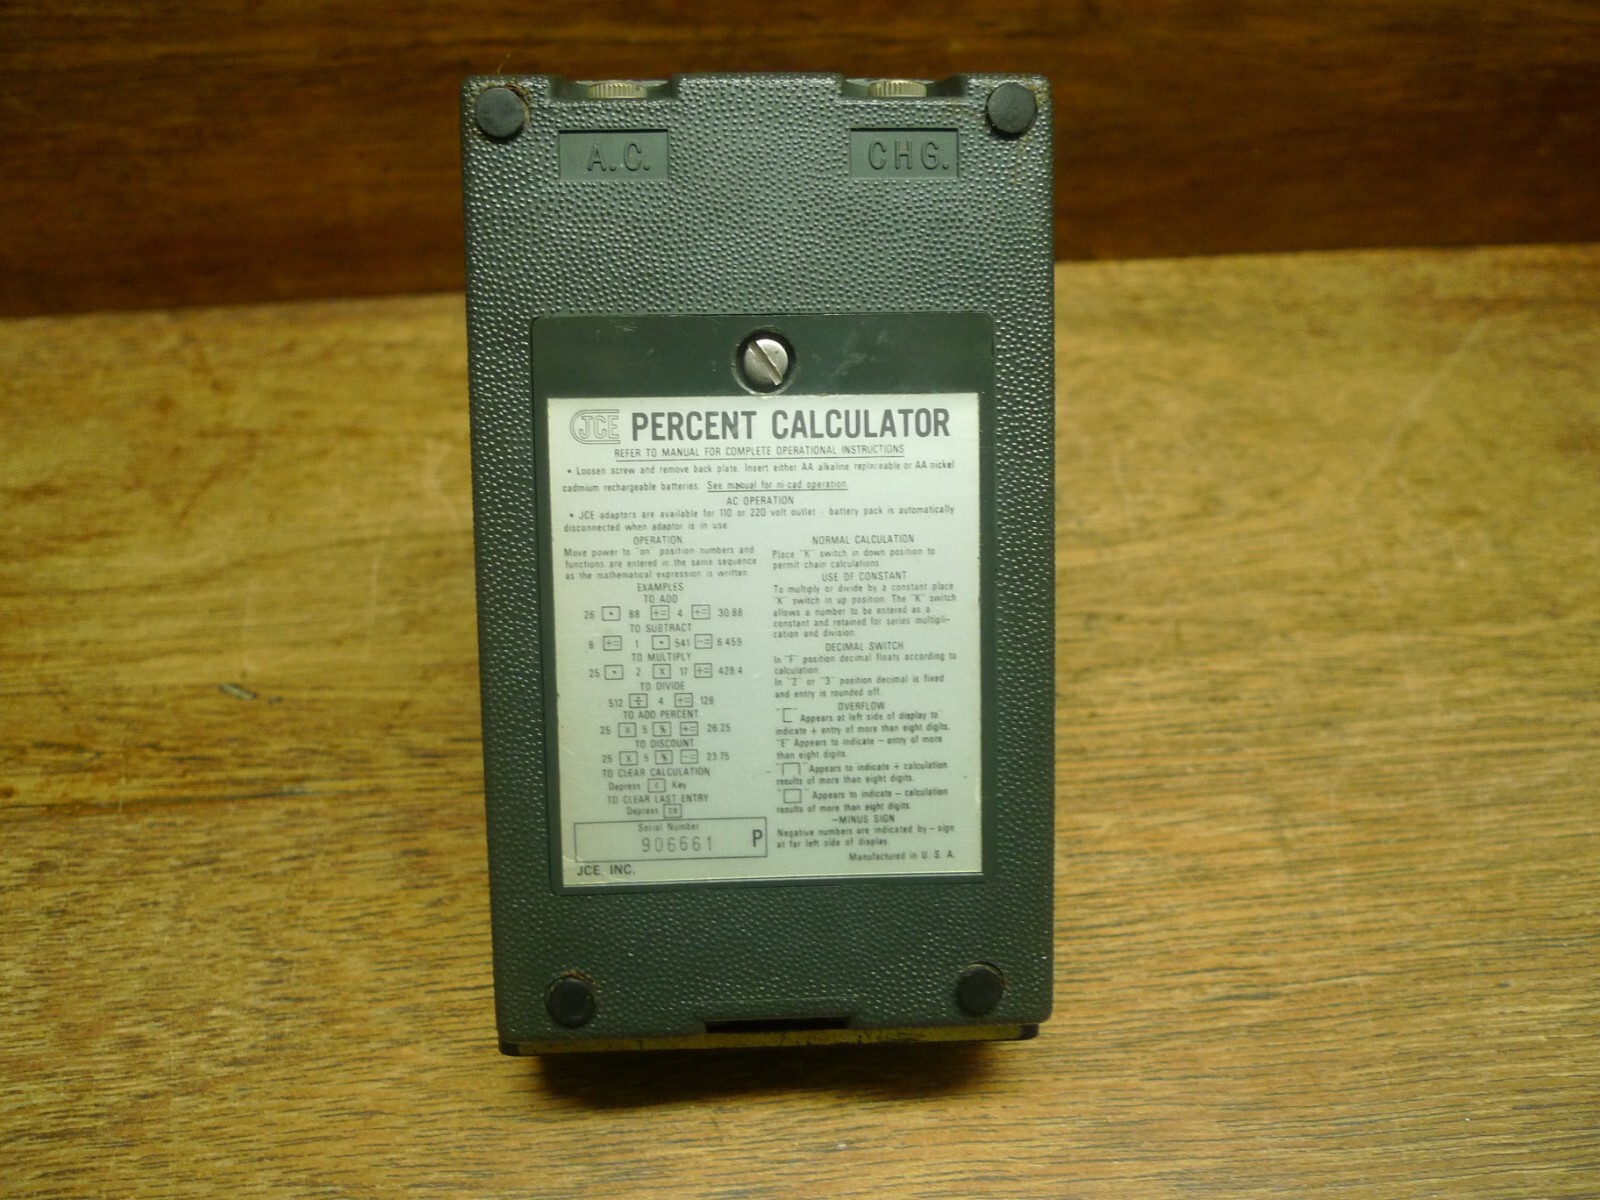 A.C.
CHG.
JCE PERCENT CALCULATOR
REFER TO MANUAL FOR COMPLETE OPERATIONAL INSTRUCTIONS
• Loosen screw and remove back plate. Insert either AA alkaline replaceable or AA nickel
cadmium rechargeable batteries. See manual for ni-cad operation.
AC OPERATION
• JCE adaptors are available for 110 or 220 volt outlet - battery pack is automatically
disconnected when adaptor is in use.
OPERATION
Move power to "on" position numbers and
functions are entered in the same sequence
as the mathematical expression is written.
EXAMPLES
TO ADD
26 • 88 += 4 += 30.88
TO SUBTRACT
8 += 1 • 541 -= 6.459
TO MULTIPLY
25 • 2 X 17 += 428.4
TO DIVIDE
512 ÷ 4 += 128
TO ADD PERCENT
25 X 5 % += 26.25
TO DISCOUNT
25 X 5 % -= 23.75
TO CLEAR CALCULATION
Depress C Key
TO CLEAR LAST ENTRY
Depress CE
Serial Number
906661 P
JCE, INC.
NORMAL CALCULATION
Place "K" switch in down position to
permit chain calculations.
USE OF CONSTANT
To multiply or divide by a constant place
"K" switch in up position. The "K" switch
allows a number to be entered as a
constant and retained for series multipli-
cation and division.
DECIMAL SWITCH
In "F" position decimal floats according to
calculation.
In "2" or "3" position decimal is fixed
and entry is rounded off.
OVERFLOW
"[" Appears at left side of display to
indicate + entry of more than eight digits.
"E" Appears to indicate - entry of more
than eight digits.
"⊓" Appears to indicate + calculation
results of more than eight digits.
"□" Appears to indicate - calculation
results of more than eight digits.
-MINUS SIGN
Negative numbers are indicated by - sign
at far left side of display.
Manufactured in U. S. A.